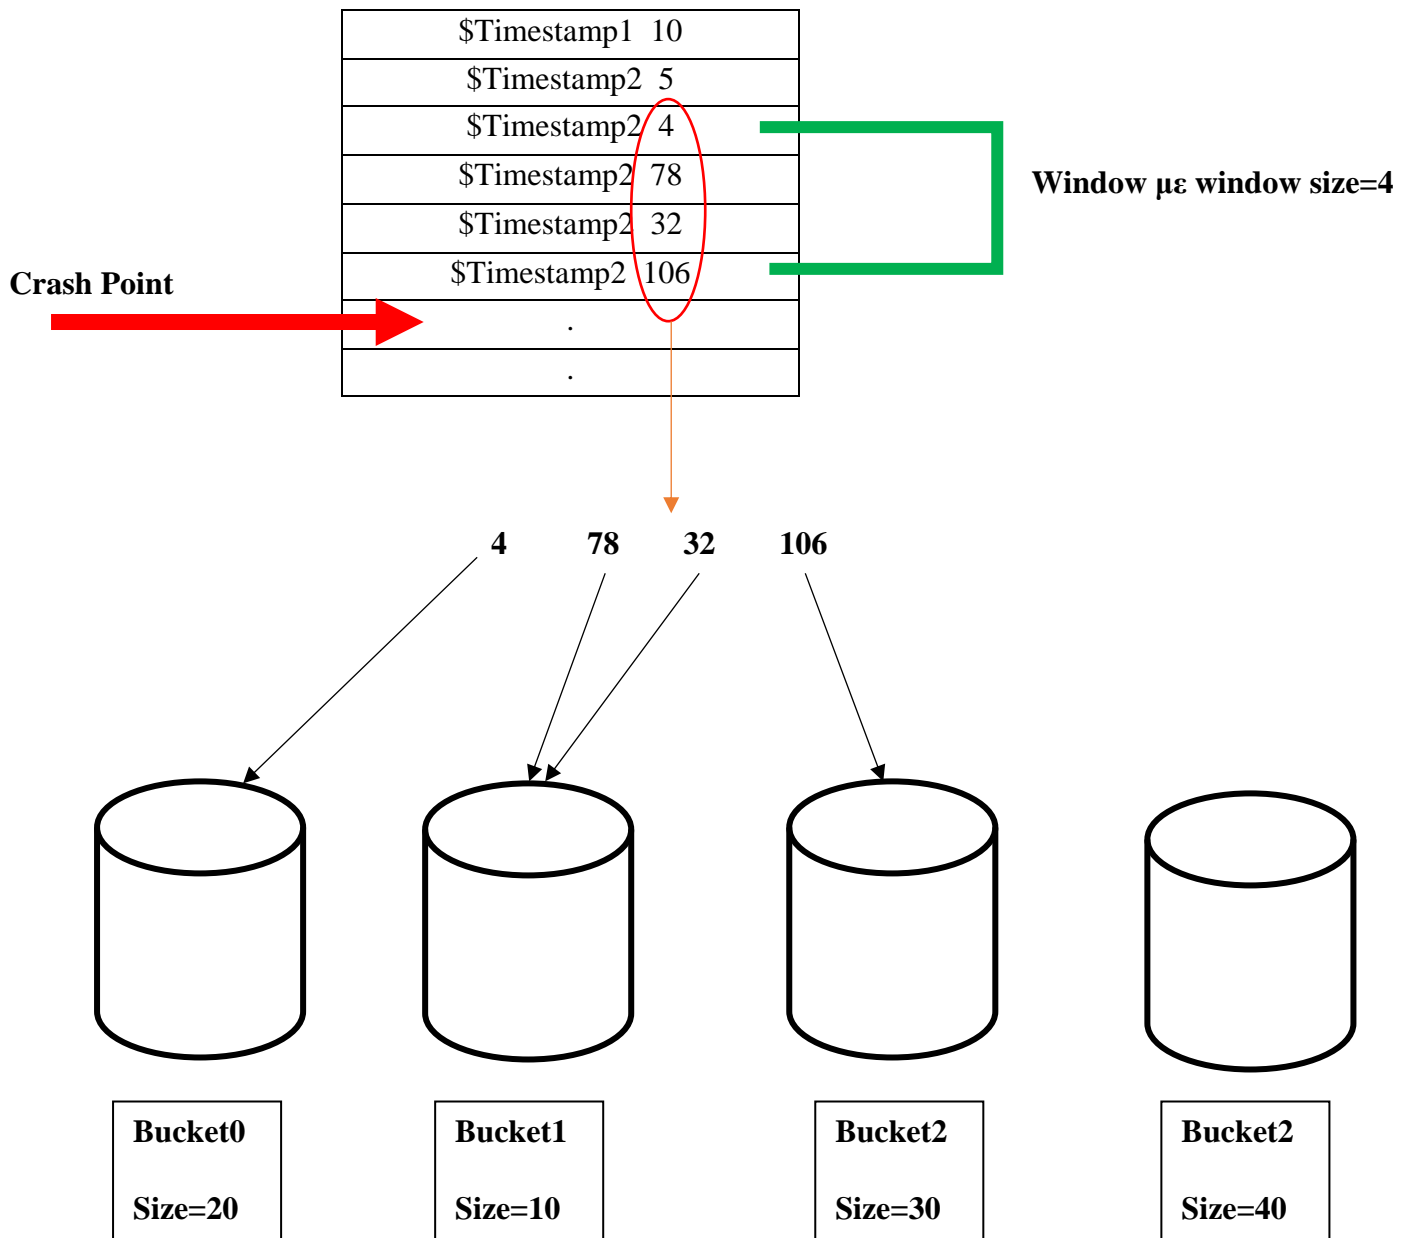 $Timestamp1 10
$Timestamp2 5
$Timestamp2 4
$Timestamp2 78
$Timestamp2 32
$Timestamp2 106
.
.
Window με window size=4
Crash Point
4 78 32 106
Bucket0
Size=20
Bucket1
Size=10
Bucket2
Size=30
Bucket2
Size=40